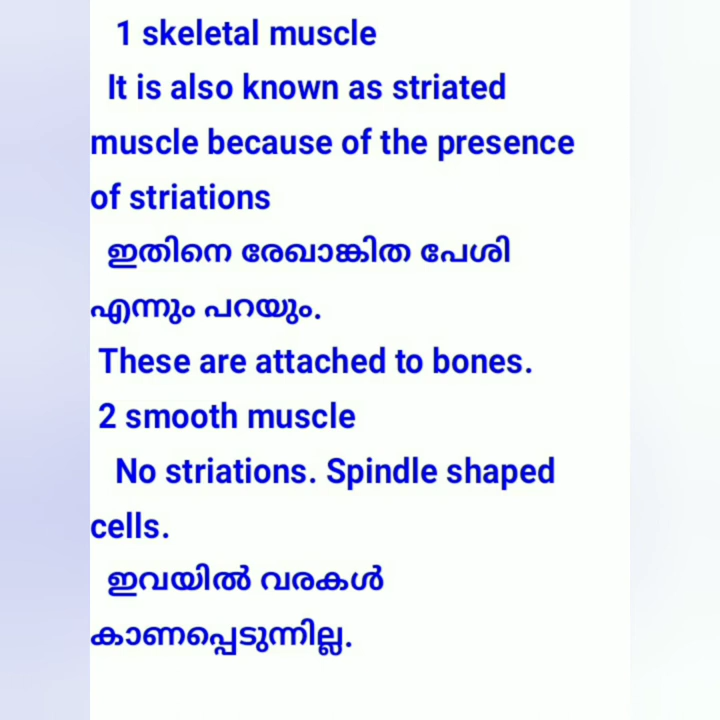 1 skeletal muscle
It is also known as striated
muscle because of the presence
of striations
ഇതിനെ രേഖാങ്കിത പേശി
എന്നും പറയും.
These are attached to bones.
2 smooth muscle
No striations. Spindle shaped
cells.
ഇവയിൽ വരകൾ
കാണപ്പെടുന്നില്ല.